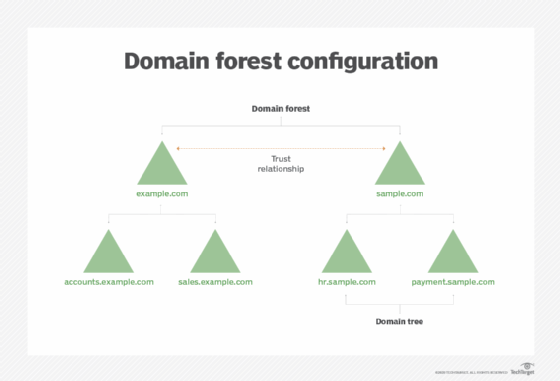 Domain forest configuration
Domain forest
Trust
relationship
example.com
sample.com
accounts.example.com
sales.example.com
hr.sample.com
payment.sample.com
Domain tree
TechTarget